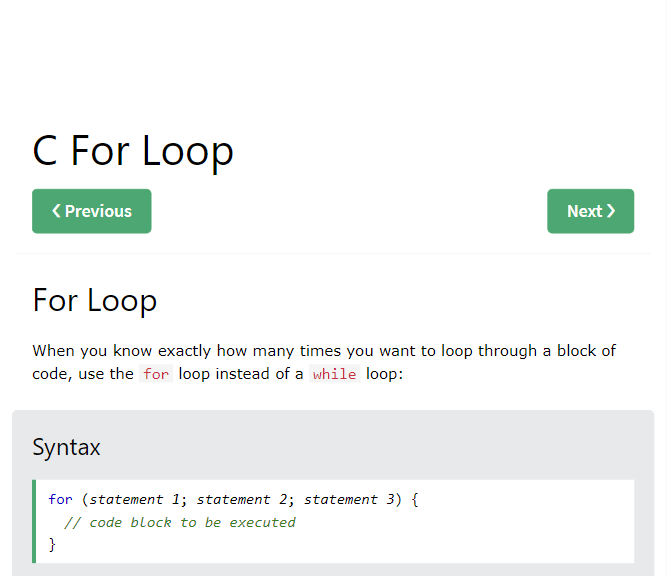 C For Loop
❮ Previous
Next ❯
For Loop
When you know exactly how many times you want to loop through a block of
code, use the for loop instead of a while loop:
Syntax
for (statement 1; statement 2; statement 3) {
  // code block to be executed
}